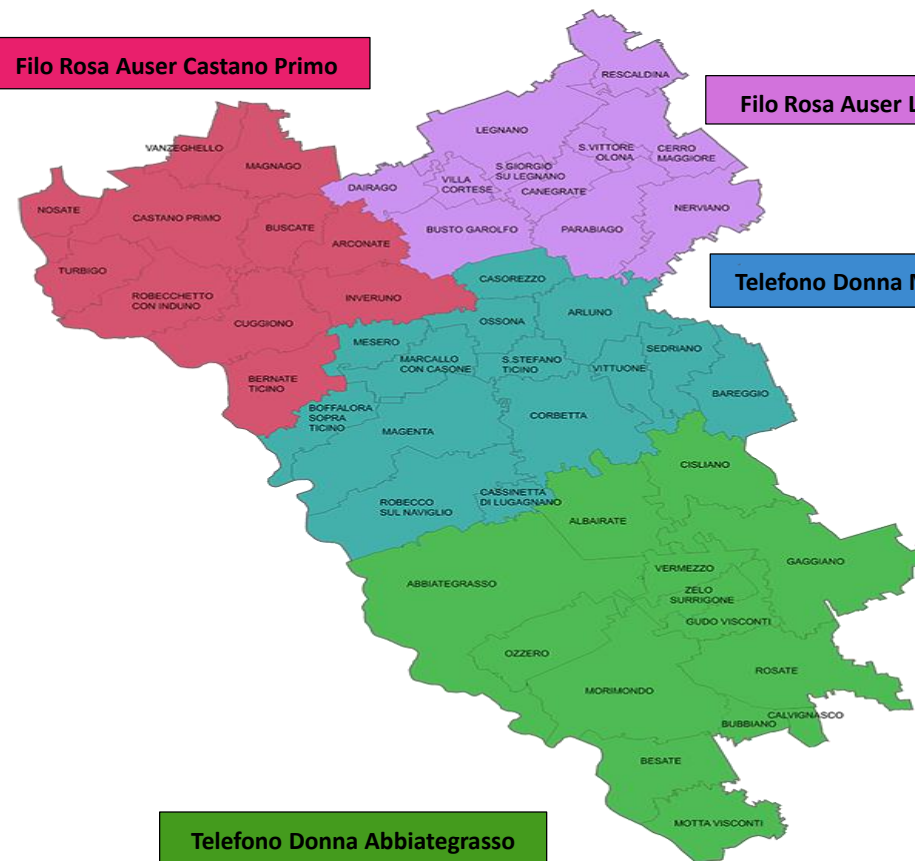 Filo Rosa Auser Castano Primo
RESCALDINA
Filo Rosa Auser L
LEGNANO
VANZEGHELLO
MAGNAGO
S.VITTORE
OLONA
CERRO
MAGGIORE
S.GIORGIO
SU LEGNANO
VILLA
CORTESE
DAIRAGO
CANEGRATE
NOSATE
CASTANO PRIMO
BUSCATE
NERVIANO
BUSTO GAROLFO
PARABIAGO
ARCONATE
TURBIGO
CASOREZZO
Telefono Donna
ROBECCHETTO
CON INDUNO
INVERUNO
ARLUNO
CUGGIONO
OSSONA
MESERO
SEDRIANO
MARCALLO
CON CASONE
S.STEFANO
TICINO
VITTUONE
BERNATE
TICINO
BAREGGIO
BOFFALORA
SOPRA
TICINO
CORBETTA
MAGENTA
CISLIANO
CASSINETTA
DI LUGAGNANO
ROBECCO
SUL NAVIGLIO
ALBAIRATE
GAGGIANO
VERMEZZO
ABBIATEGRASSO
ZELO
SURRIGONE
GUDO VISCONTI
OZZERO
ROSATE
MORIMONDO
CALVIGNASCO
BUBBIANO
BESATE
MOTTA VISCONTI
Telefono Donna Abbiategrasso